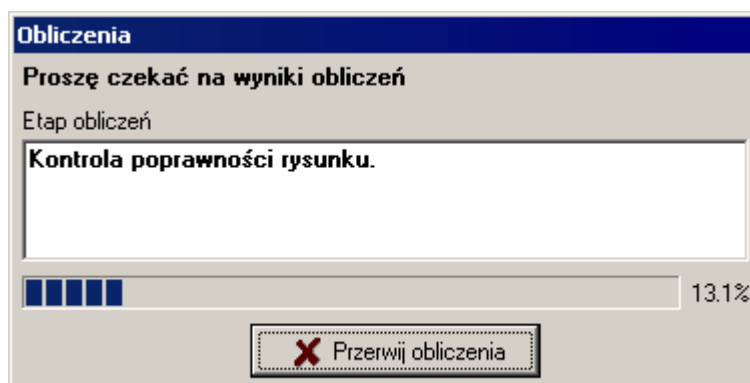 Obliczenia
Proszę czekać na wyniki obliczeń
Etap obliczeń
Kontrola poprawności rysunku.
13.1%
Przerwij obliczenia